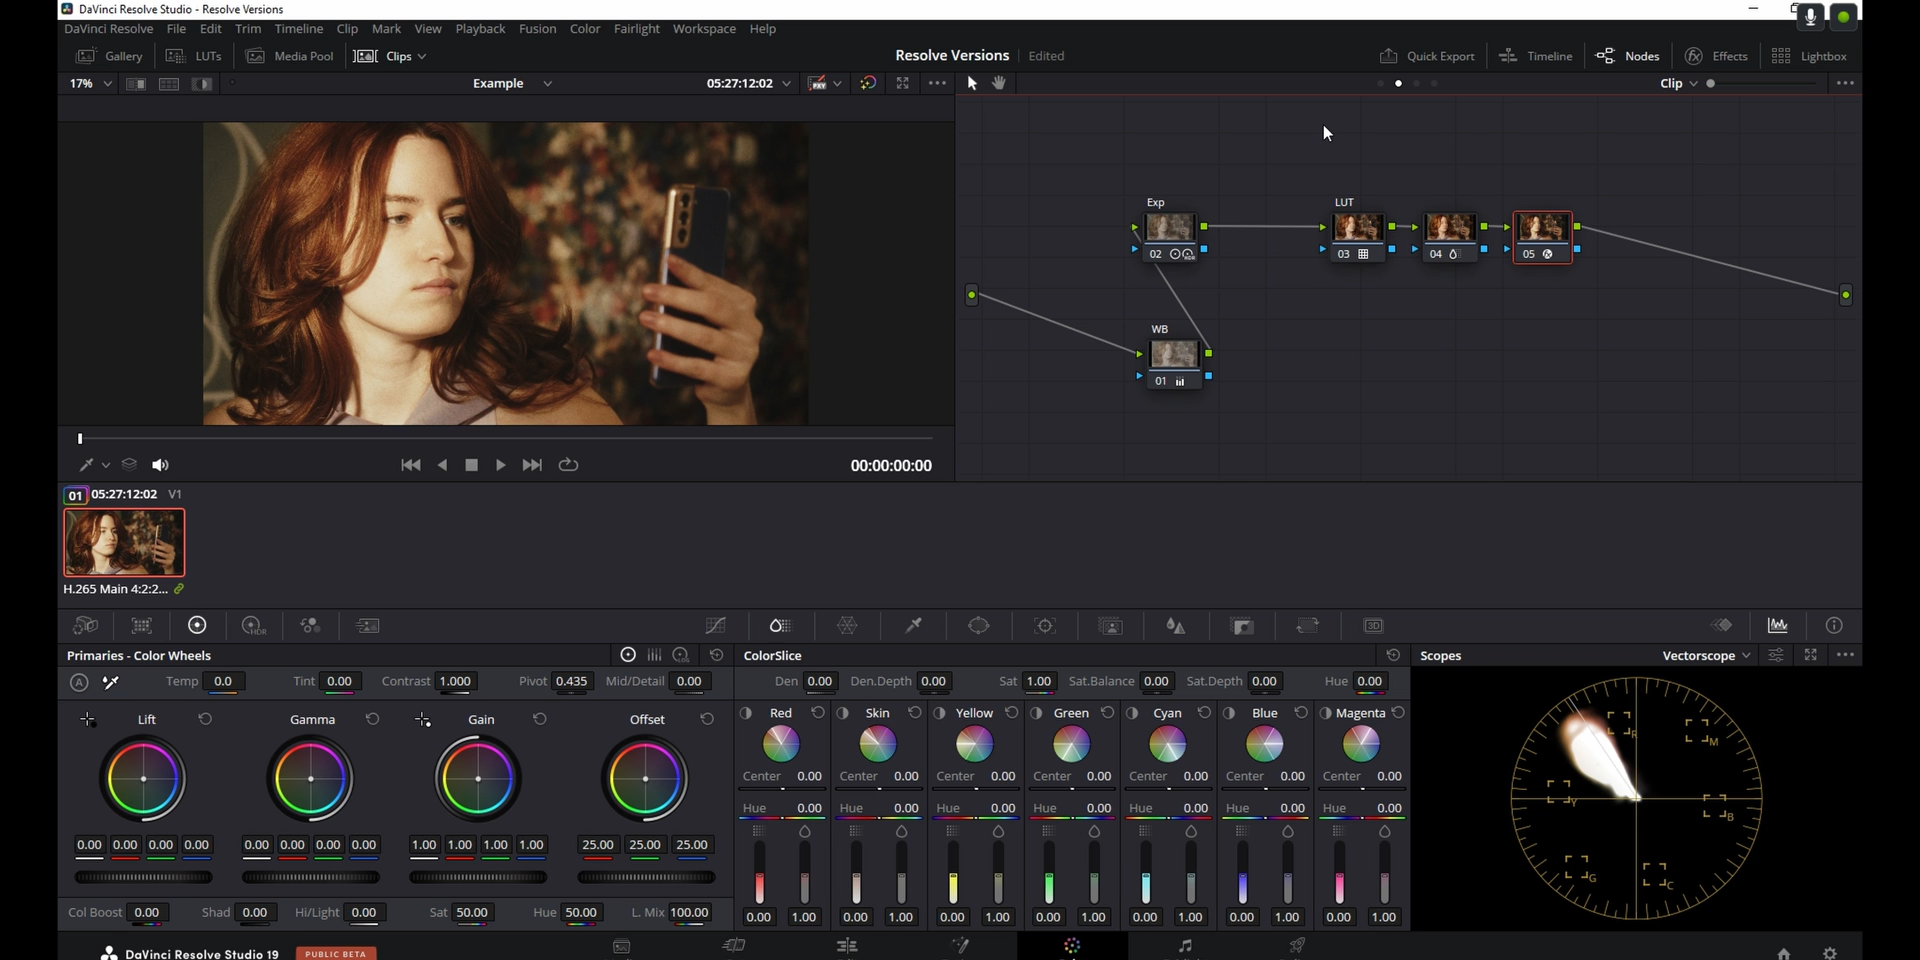 DaVinci Resolve Studio - Resolve Versions
DaVinci Resolve File Edit Trim Timeline Clip Mark View Playback Fusion Color Fairlight Workspace Help
Gallery LUTs Media Pool Clips Resolve Versions Edited Quick Export Timeline Nodes Effects Lightbox
17% Example 05:27:12:02 Clip
Exp LUT
02 03 04 05
WB
01
00:00:00:00
01 05:27:12:02 V1
H.265 Main 4:2:2...
HDR 3D
Primaries - Color Wheels ColorSlice Scopes Vectorscope
A Temp 0.0 Tint 0.00 Contrast 1.000 Pivot 0.435 Mid/Detail 0.00 Den 0.00 Den.Depth 0.00 Sat 1.00 Sat.Balance 0.00 Sat.Depth 0.00 Hue 0.00
Lift Gamma Gain Offset Red Skin Yellow Green Cyan Blue Magenta
R M
Center 0.00 Center 0.00 Center 0.00 Center 0.00 Center 0.00 Center 0.00 Center 0.00
Y B
Hue 0.00 Hue 0.00 Hue 0.00 Hue 0.00 Hue 0.00 Hue 0.00 Hue 0.00
0.00 0.00 0.00 0.00 0.00 0.00 0.00 0.00 1.00 1.00 1.00 1.00 25.00 25.00 25.00
G C
Col Boost 0.00 Shad 0.00 Hi/Light 0.00 Sat 50.00 Hue 50.00 L. Mix 100.00 0.00 1.00 0.00 1.00 0.00 1.00 0.00 1.00 0.00 1.00 0.00 1.00 0.00 1.00
DaVinci Resolve Studio 19 PUBLIC BETA